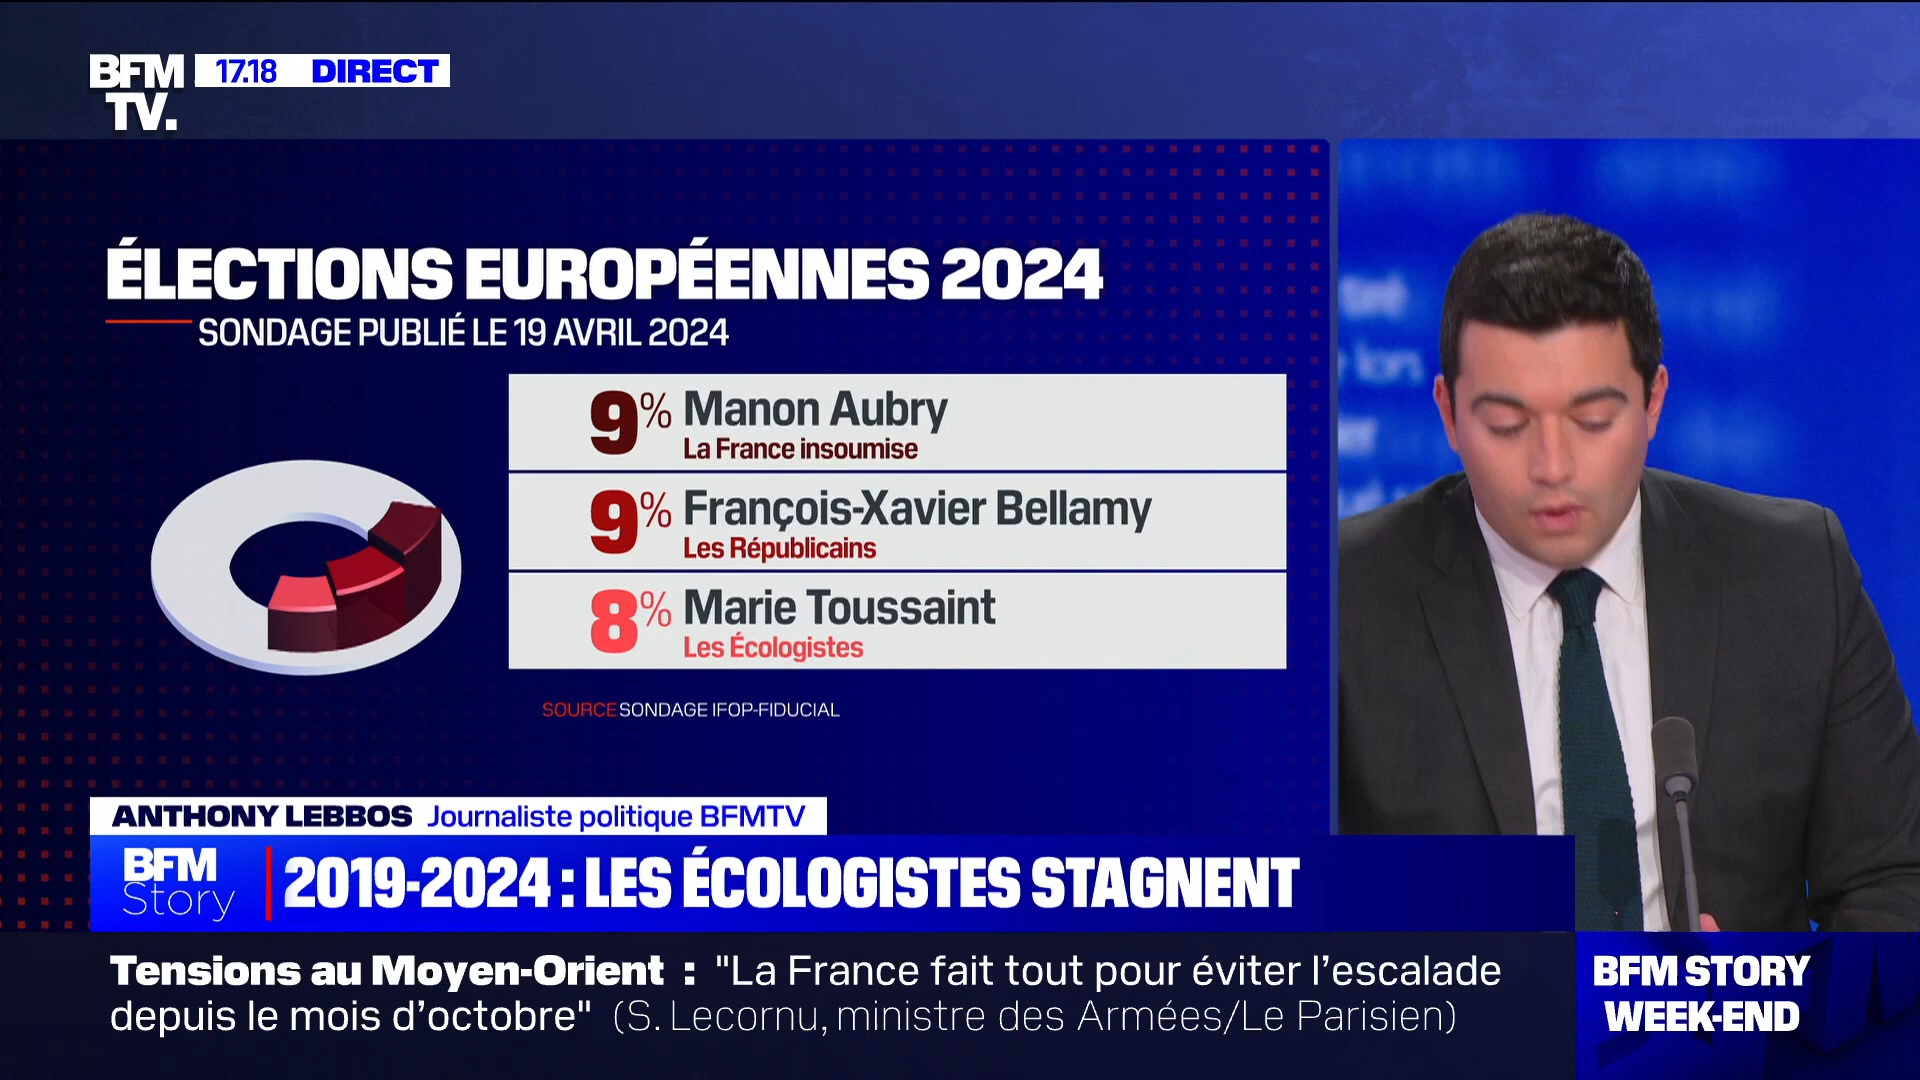 BFM
TV.
17.18 DIRECT
ÉLECTIONS EUROPÉENNES 2024
SONDAGE PUBLIÉ LE 19 AVRIL 2024
9% Manon Aubry
La France insoumise
9% François-Xavier Bellamy
Les Républicains
8% Marie Toussaint
Les Écologistes
SOURCE SONDAGE IFOP-FIDUCIAL
ANTHONY LEBBOS Journaliste politique BFMTV
BFM
Story
2019-2024 : LES ÉCOLOGISTES STAGNENT
Tensions au Moyen-Orient : "La France fait tout pour éviter l'escalade
depuis le mois d'octobre" (S. Lecornu, ministre des Armées/Le Parisien)
BFM STORY
WEEK-END